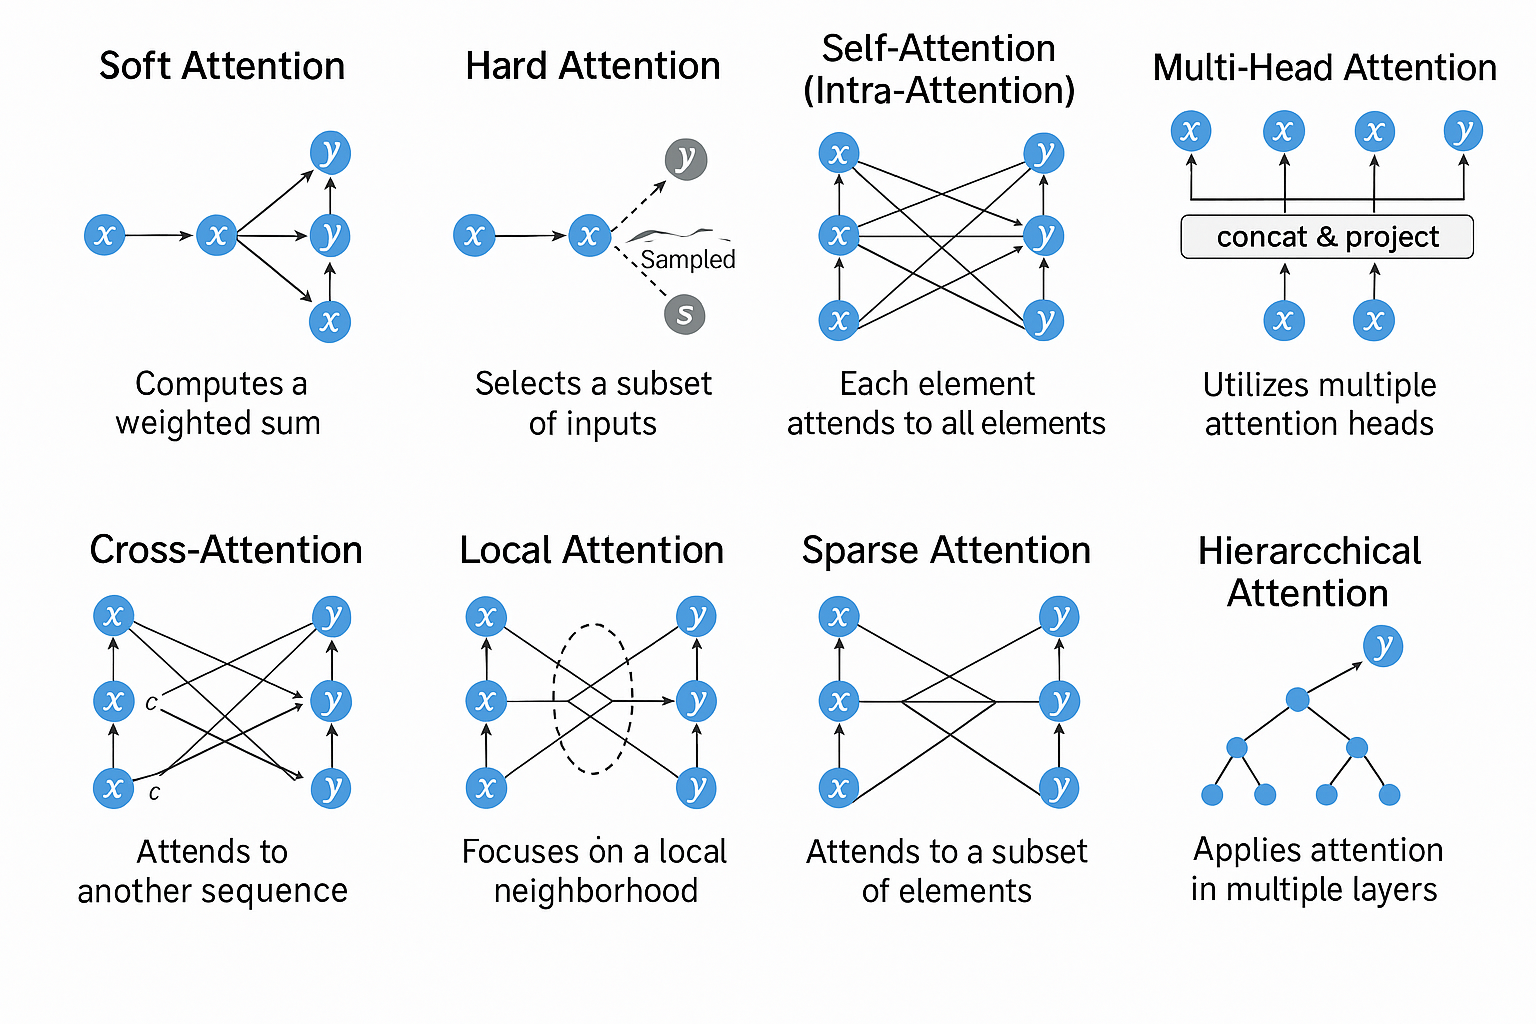 Soft Attention
x
x
y
y
x
Computes a
weighted sum
Hard Attention
x
x
y
Sampled
s
Selects a subset
of inputs
Self-Attention
(Intra-Attention)
x
y
x
y
x
y
Each element
attends to all elements
Multi-Head Attention
x
x
x
y
concat & project
x
x
Utilizes multiple
attention heads
Cross-Attention
x
y
x
c
y
x
c
y
Attends to
another sequence
Local Attention
x
y
x
y
x
y
Focuses on a local
neighborhood
Sparse Attention
x
y
x
y
x
y
Attends to a subset
of elements
Hierarcchical
Attention
y
Applies attention
in multiple layers